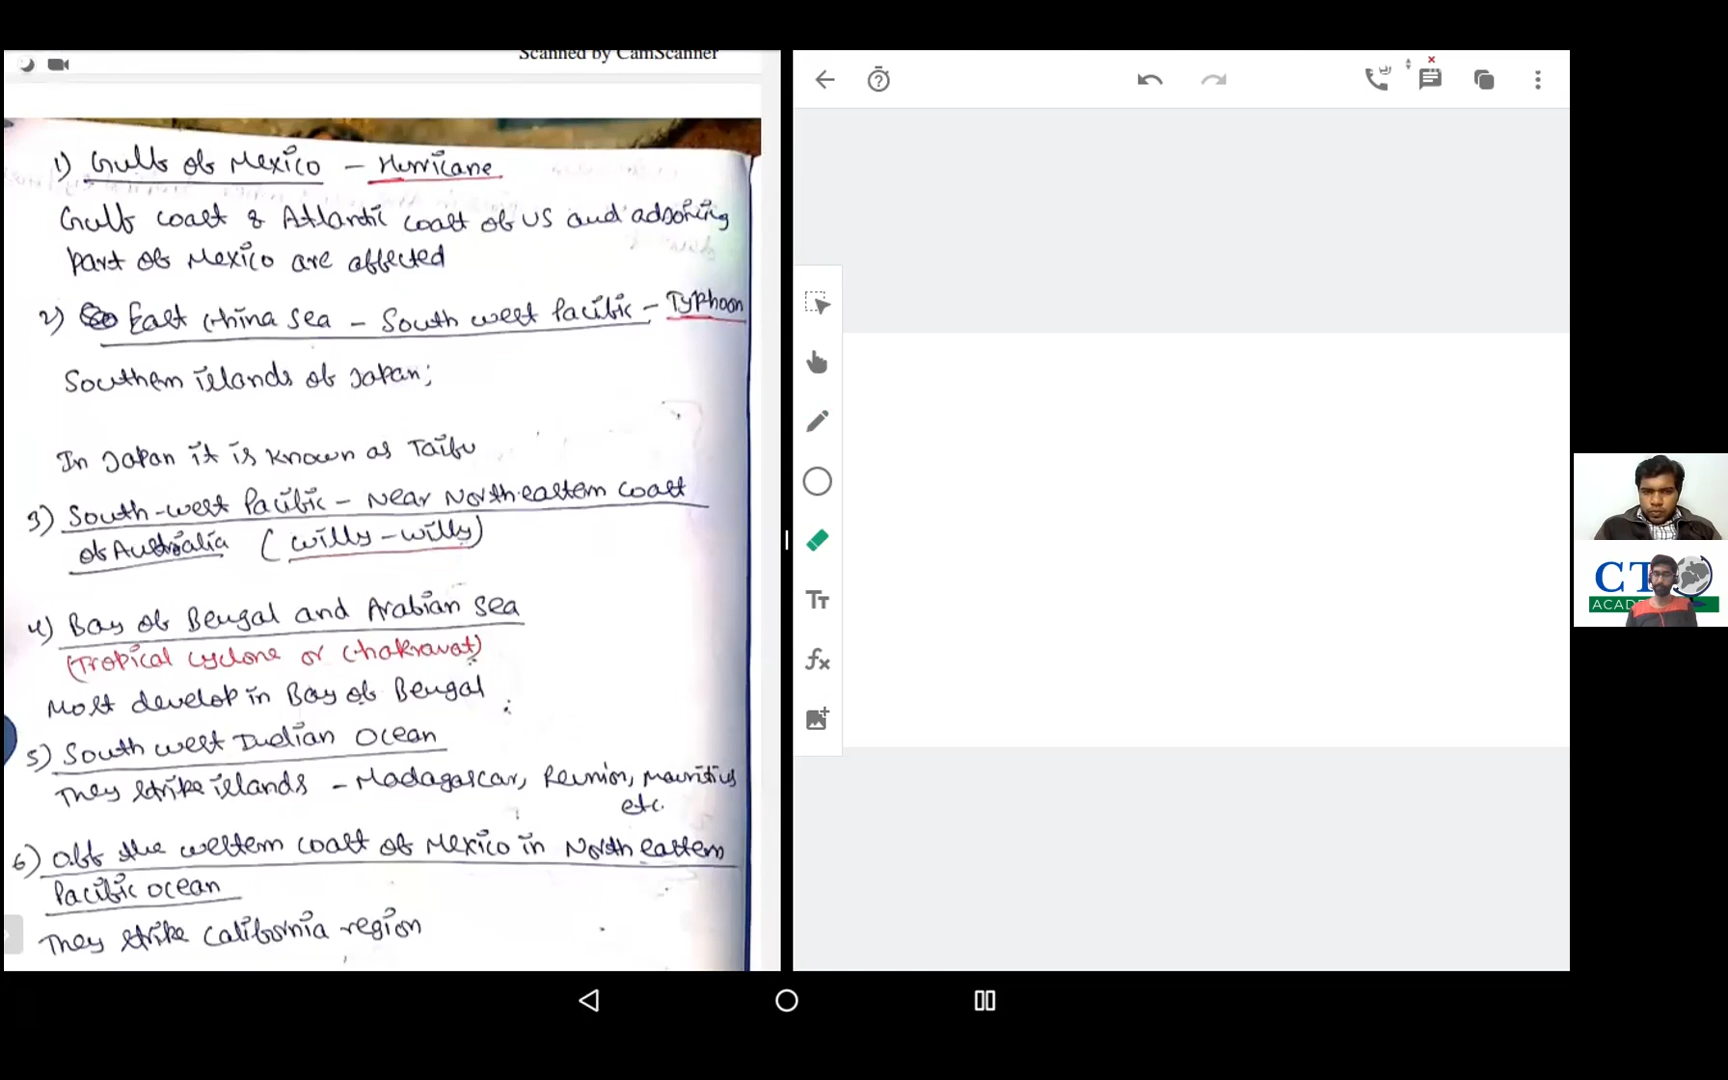 Scanned by CamScanner
1) Gulf of Mexico – Hurricane
Gulf coast & Atlantic coast of US and adjoining
part of Mexico are affected
2) East China Sea – South west Pacific – Typhoon
Southern islands of Japan;
In Japan it is known as Taifu
3) South-west Pacific – Near North-eastern coast
of Australia (willy-willy)
4) Bay of Bengal and Arabian Sea
(Tropical cyclone or Chakravat)
Most develop in Bay of Bengal
5) South west Indian Ocean
They strike islands – Madagascar, Reunion, Mauritius
etc.
6) Off the western coast of Mexico in North eastern
Pacific ocean
They strike California region
TT
fx
CT
ACAD